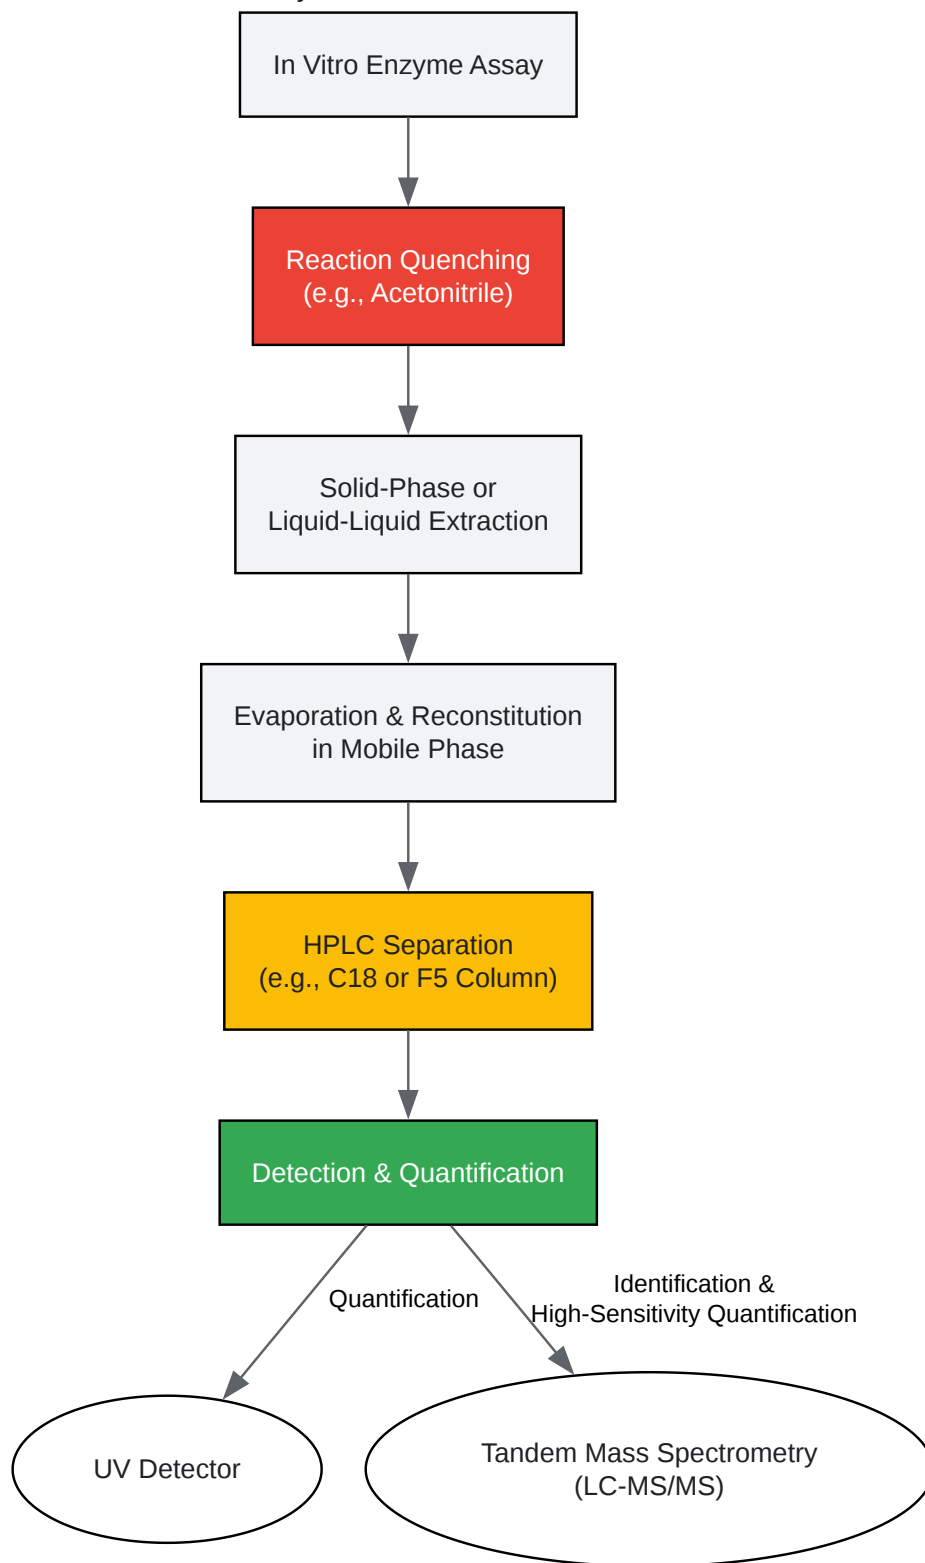 In Vitro Enzyme Assay
Reaction Quenching
(e.g., Acetonitrile)
Solid-Phase or
Liquid-Liquid Extraction
Evaporation & Reconstitution
in Mobile Phase
HPLC Separation
(e.g., C18 or F5 Column)
Detection & Quantification
Quantification
Identification &
High-Sensitivity Quantification
UV Detector
Tandem Mass Spectrometry
(LC-MS/MS)